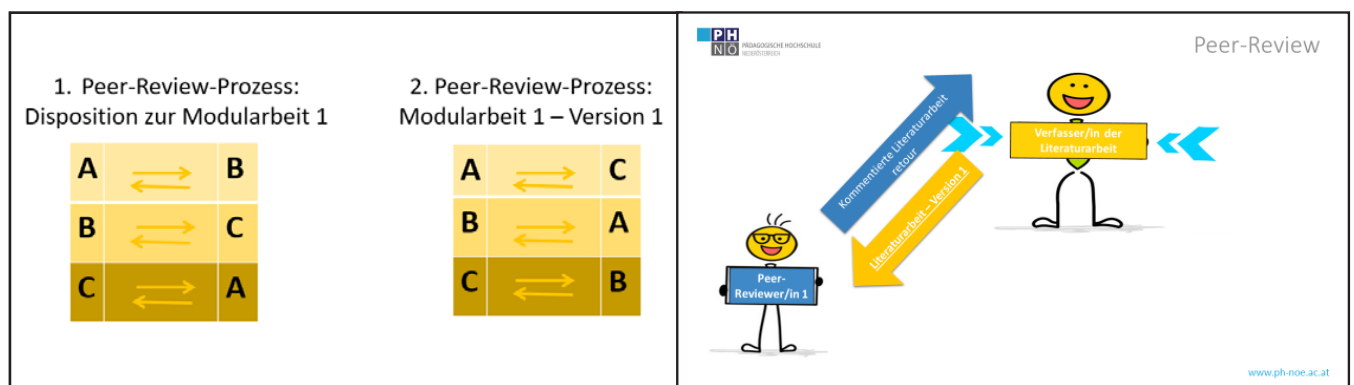 1. Peer-Review-Prozess:
Disposition zur Modularbeit 1
A B
B C
C A
2. Peer-Review-Prozess:
Modularbeit 1 – Version 1
A C
B A
C B
PH
NÖ
PÄDAGOGISCHE HOCHSCHULE
NIEDERÖSTERREICH
Peer-Review
Kommentierte Literaturarbeit
retour
Literaturarbeit – Version 1
Verfasser/in der
Literaturarbeit
Peer-
Reviewer/in 1
www.ph-noe.ac.at